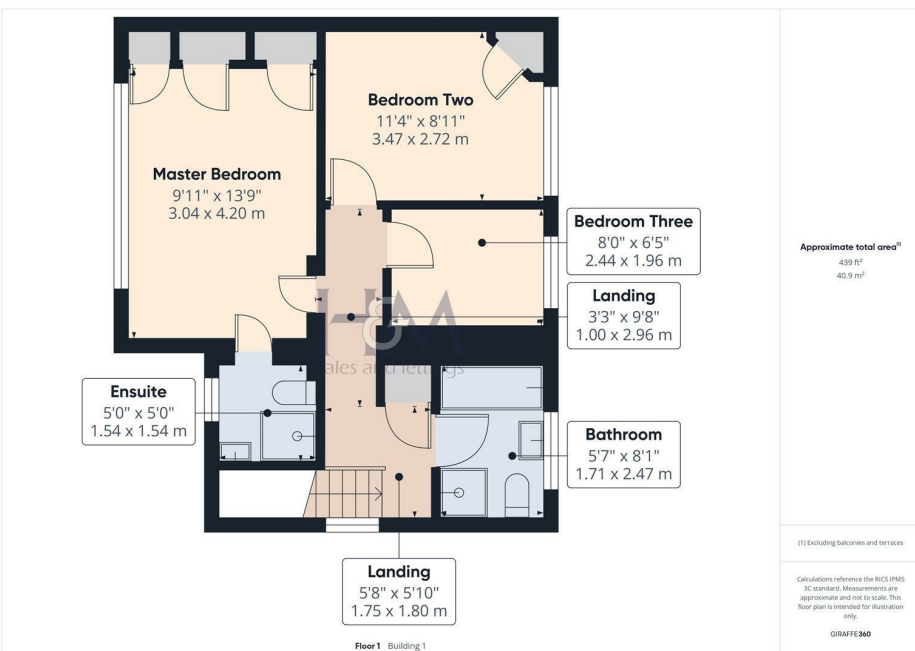 Master Bedroom
9'11" x 13'9"
3.04 x 4.20 m
Bedroom Two
11'4" x 8'11"
3.47 x 2.72 m
Bedroom Three
8'0" x 6'5"
2.44 x 1.96 m
Landing
3'3" x 9'8"
1.00 x 2.96 m
H&M
sales and lettings
Ensuite
5'0" x 5'0"
1.54 x 1.54 m
Bathroom
5'7" x 8'1"
1.71 x 2.47 m
Landing
5'8" x 5'10"
1.75 x 1.80 m
Floor 1 Building 1
Approximate total area⁽¹⁾
439 ft²
40.9 m²
(1) Excluding balconies and terraces
Calculations reference the RICS IPMS
3C standard. Measurements are
approximate and not to scale. This
floor plan is intended for illustration
only.
GIRAFFE360